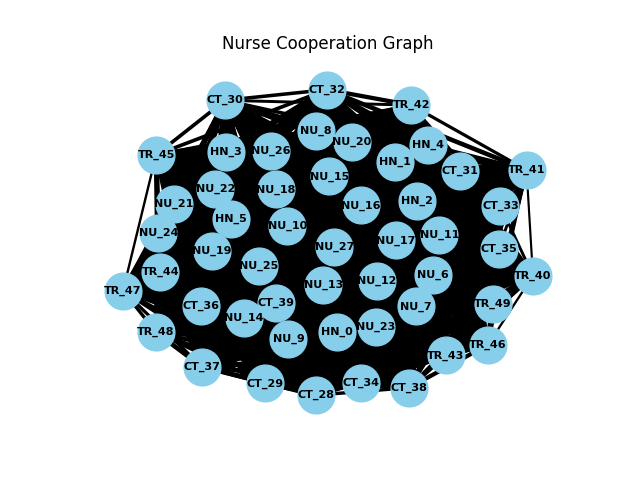 Nurse Cooperation Graph
CT_32
CT_30
TR_42
NU_8
NU_20
HN_4
HN_3
NU_26
TR_45
HN_1
CT_31
TR_41
NU_15
NU_22
NU_18
HN_2
NU_21
NU_16
CT_33
HN_5
NU_10
NU_24
NU_11
NU_17
NU_27
CT_35
NU_19
NU_25
TR_44
NU_6
TR_40
NU_12
NU_13
TR_47
CT_39
TR_49
CT_36
NU_7
NU_14
NU_23
TR_48
HN_0
NU_9
TR_46
TR_43
CT_37
CT_29
CT_34
CT_38
CT_28